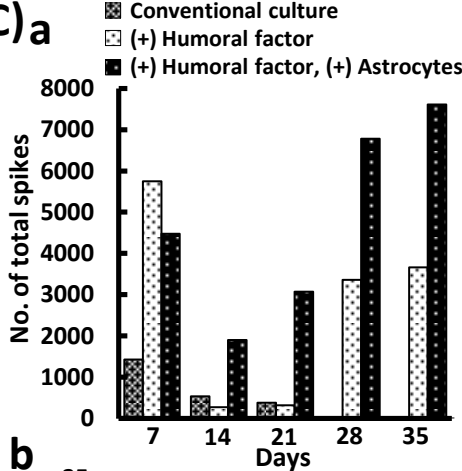 C) a
Conventional culture
(+) Humoral factor
(+) Humoral factor, (+) Astrocytes
No. of total spikes
8000
7000
6000
5000
4000
3000
2000
1000
0
7 14 21 28 35
Days
b